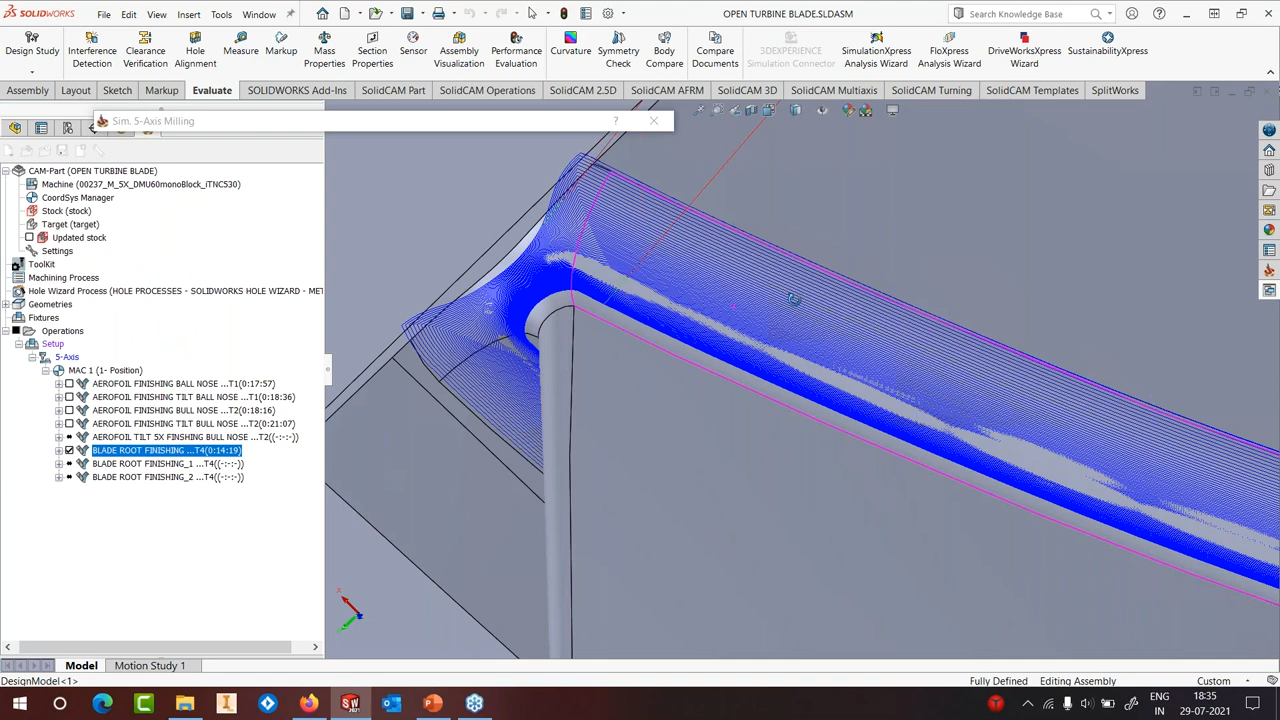 SOLIDWORKS File Edit View Insert Tools Window OPEN TURBINE BLADE.SLDASM Search Knowledge Base
Design Study Interference Detection Clearance Verification Hole Alignment Measure Markup Mass Properties Section Properties Sensor Assembly Visualization Performance Evaluation Curvature Symmetry Check Body Compare Compare Documents 3DEXPERIENCE Simulation Connector SimulationXpress Analysis Wizard FloXpress Analysis Wizard DriveWorksXpress Wizard SustainabilityXpress
Assembly Layout Sketch Markup Evaluate SOLIDWORKS Add-Ins SolidCAM Part SolidCAM Operations SolidCAM 2.5D SolidCAM AFRM SolidCAM 3D SolidCAM Multiaxis SolidCAM Turning SolidCAM Templates SplitWorks
Sim. 5-Axis Milling ?
CAM-Part (OPEN TURBINE BLADE)
Machine (00237_M_5X_DMU60monoBlock_iTNC530)
CoordSys Manager
Stock (stock)
Target (target)
Updated stock
Settings
ToolKit
Machining Process
Hole Wizard Process (HOLE PROCESSES - SOLIDWORKS HOLE WIZARD - MET
Geometries
Fixtures
Operations
Setup
5-Axis
MAC 1 (1- Position)
AEROFOIL FINISHING BALL NOSE ...T1(0:17:57)
AEROFOIL FINISHING TILT BALL NOSE ...T1(0:18:36)
AEROFOIL FINISHING BULL NOSE ...T2(0:18:16)
AEROFOIL FINISHING TILT BULL NOSE ...T2(0:21:07)
AEROFOIL TILT 5X FINSHING BULL NOSE ...T2((-:-:-))
BLADE ROOT FINISHING ...T4(0:14:19)
BLADE ROOT FINISHING_1 ...T4((-:-:-))
BLADE ROOT FINISHING_2 ...T4((-:-:-))
Model Motion Study 1
DesignModel<1> Fully Defined Editing Assembly Custom
ENG 18:35
IN 29-07-2021